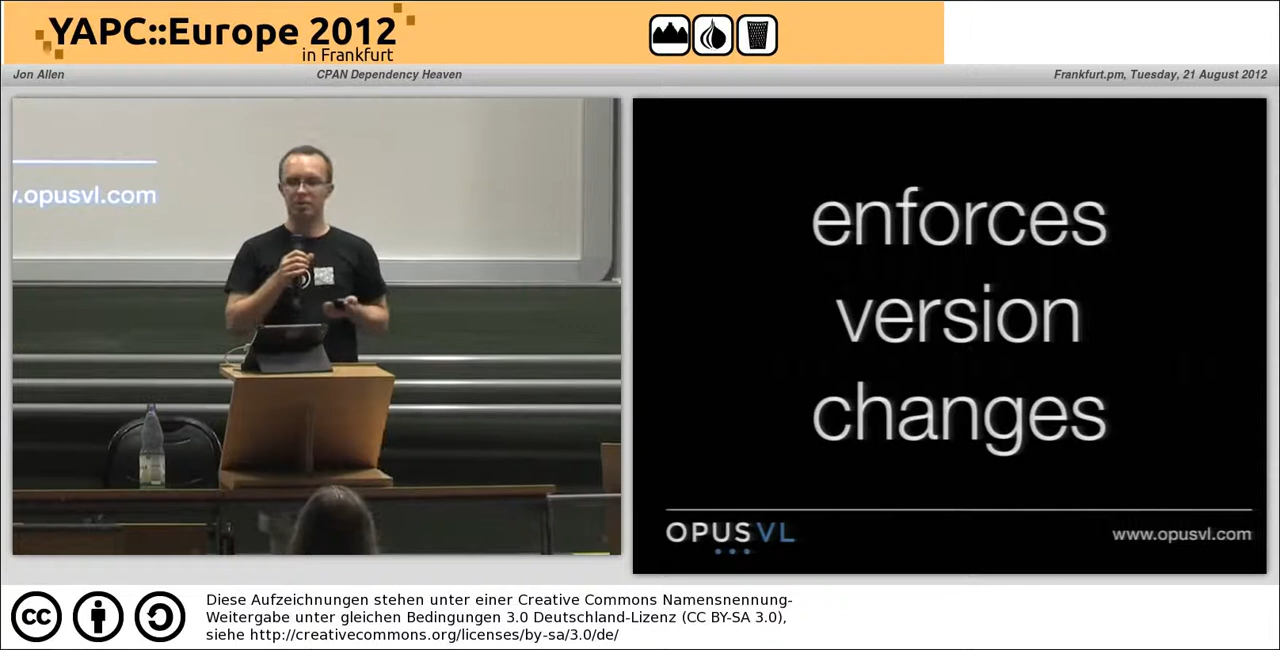 YAPC::Europe 2012
in Frankfurt
Jon Allen
CPAN Dependency Heaven
Frankfurt.pm, Tuesday, 21 August 2012
.opusvl.com
enforces
version
changes
OPUSVL
www.opusvl.com
cc
Diese Aufzeichnungen stehen unter einer Creative Commons Namensnennung-
Weitergabe unter gleichen Bedingungen 3.0 Deutschland-Lizenz (CC BY-SA 3.0),
siehe http://creativecommons.org/licenses/by-sa/3.0/de/